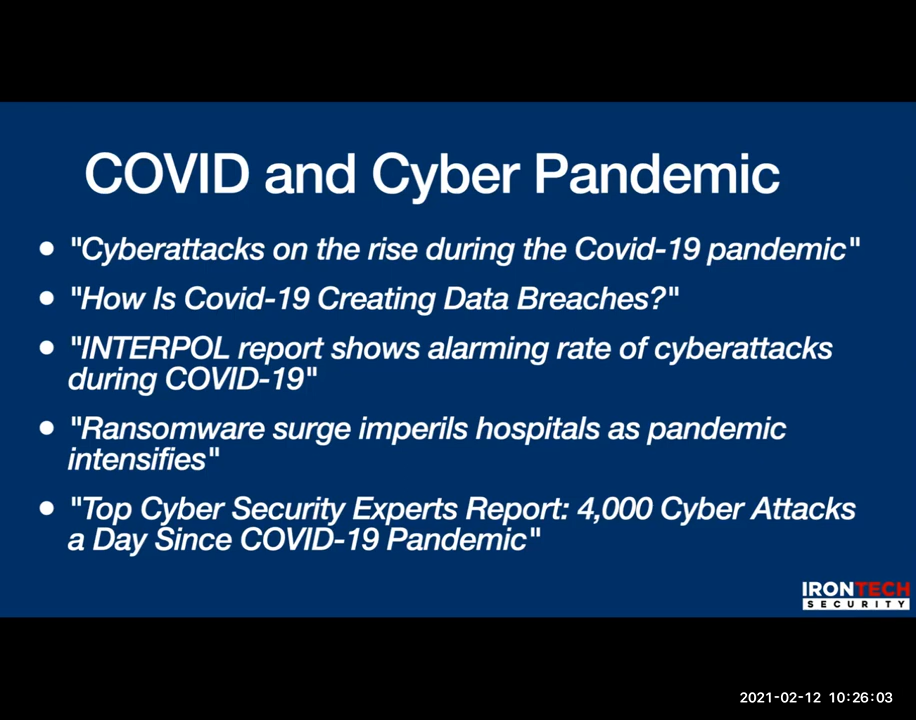 COVID and Cyber Pandemic
● "Cyberattacks on the rise during the Covid-19 pandemic"
● "How Is Covid-19 Creating Data Breaches?"
● "INTERPOL report shows alarming rate of cyberattacks
during COVID-19"
● "Ransomware surge imperils hospitals as pandemic
intensifies"
● "Top Cyber Security Experts Report: 4,000 Cyber Attacks
a Day Since COVID-19 Pandemic"
IRONTECH
SECURITY
2021-02-12 10:26:03